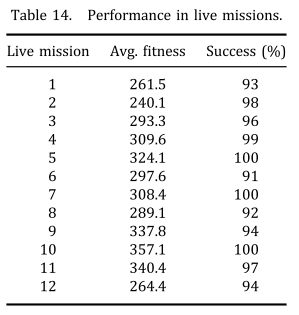 Table 14. Performance in live missions.
Live mission Avg. fitness Success (%)
1 261.5 93
2 240.1 98
3 293.3 96
4 309.6 99
5 324.1 100
6 297.6 91
7 308.4 100
8 289.1 92
9 337.8 94
10 357.1 100
11 340.4 97
12 264.4 94